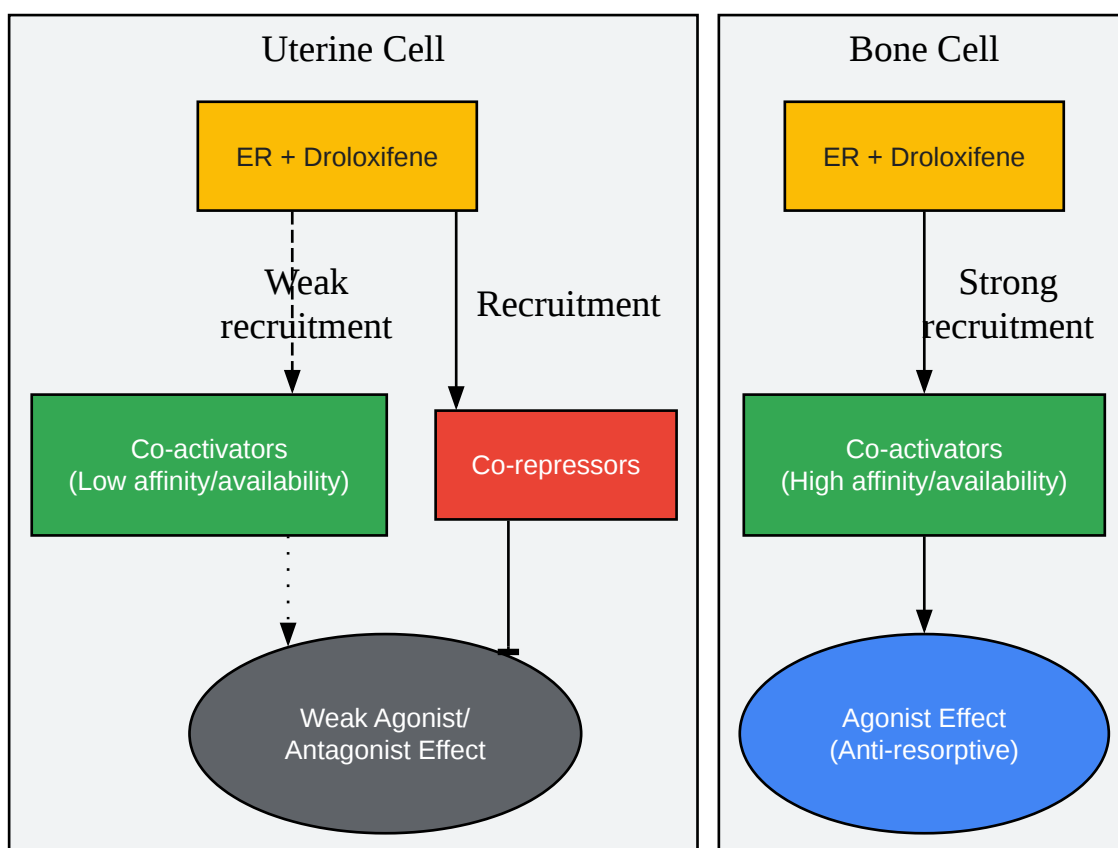 Uterine Cell
ER + Droloxifene
Weak
recruitment
Recruitment
Co-activators
(Low affinity/availability)
Co-repressors
Weak Agonist/
Antagonist Effect
Bone Cell
ER + Droloxifene
Strong
recruitment
Co-activators
(High affinity/availability)
Agonist Effect
(Anti-resorptive)